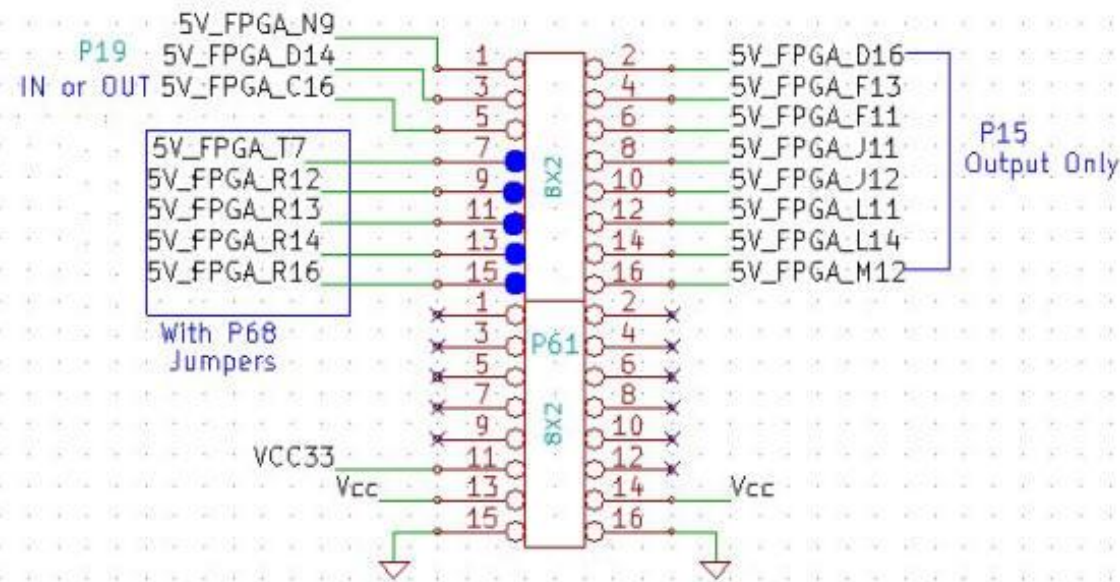 5V_FPGA_N9
P19 5V_FPGA_D14 1 2 5V_FPGA_D16
IN or OUT 5V_FPGA_C16 3 4 5V_FPGA_F13
5 6 5V_FPGA_F11
5V_FPGA_T7 7 8 5V_FPGA_J11
5V_FPGA_R12 9 10 5V_FPGA_J12
5V_FPGA_R13 11 12 5V_FPGA_L11
5V_FPGA_R14 13 14 5V_FPGA_L14
5V_FPGA_R16 15 16 5V_FPGA_M12
8X2
P15
Output Only
With P68
Jumpers
1 2
3 P61 4
5 6
7 8
9 10
8X2
VCC33 11 12
Vcc 13 14 Vcc
15 16